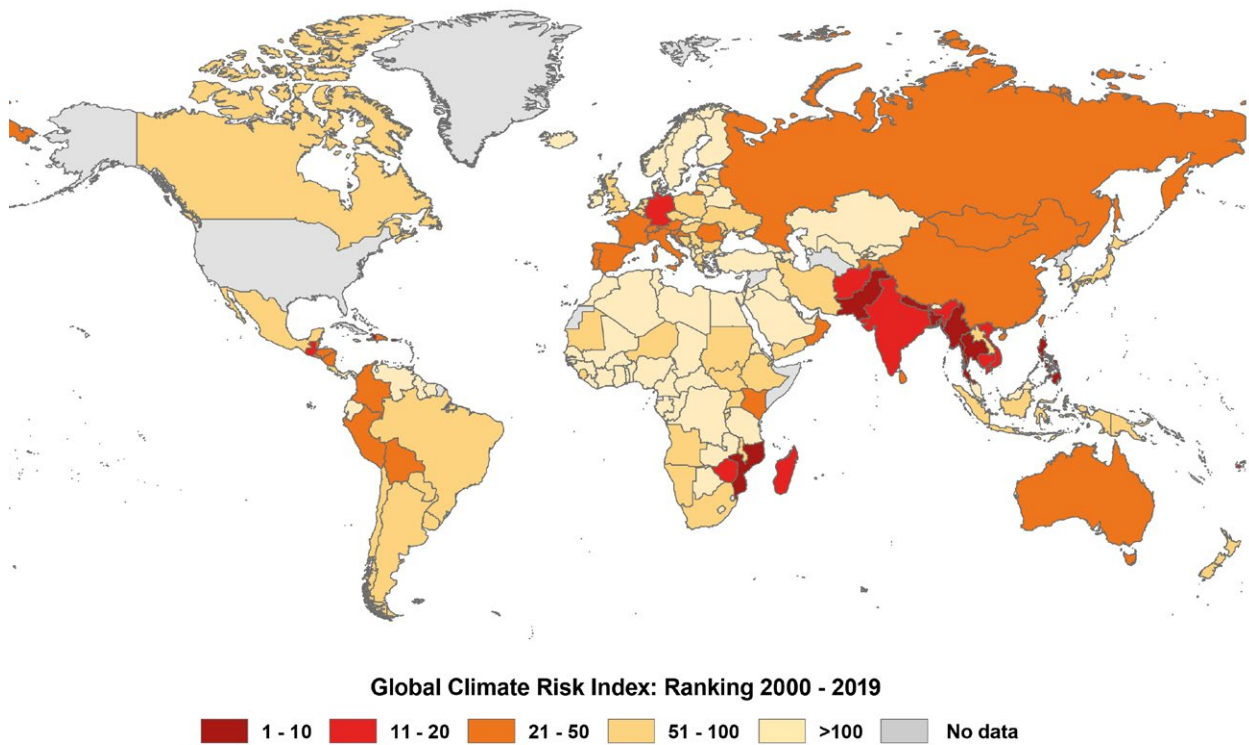 Global Climate Risk Index: Ranking 2000 - 2019
1 - 10 11 - 20 21 - 50 51 - 100 >100 No data